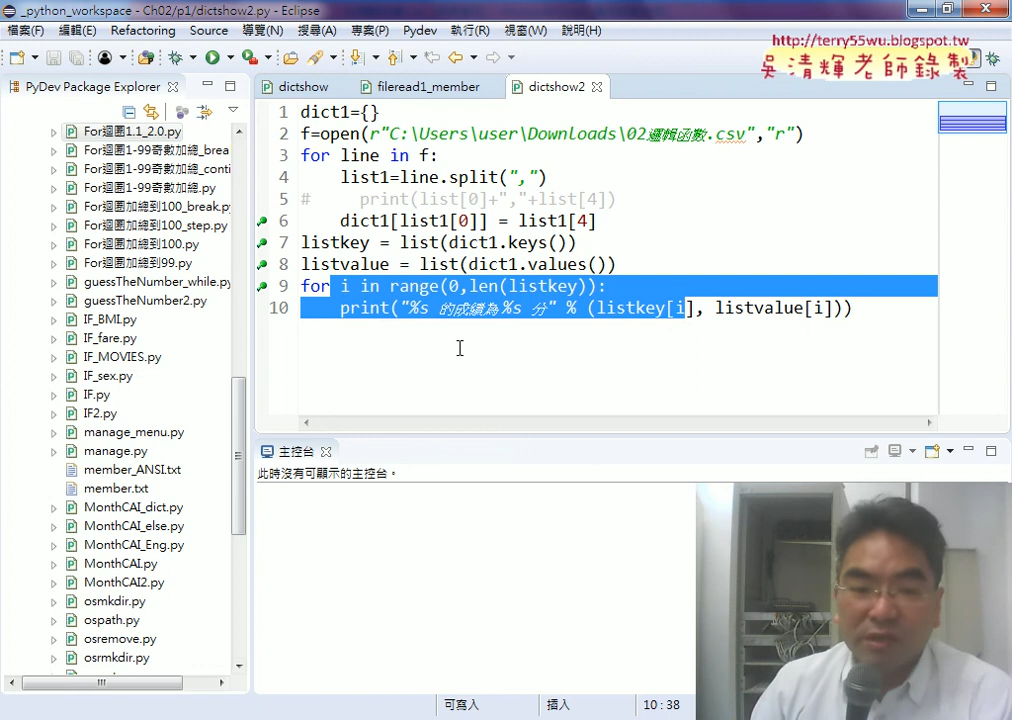 _python_workspace - Ch02/p1/dictshow2.py - Eclipse
檔案(F) 編輯(E) Refactoring Source 導覽(N) 搜尋(A) 專案(P) Pydev 執行(R) 視窗(W) 說明(H)
http://terry55wu.blogspot.tw
吳清輝老師錄製
PyDev Package Explorer
dictshow fileread1_member dictshow2
For迴圈1.1_2.0.py
For迴圈1-99奇數加總_brea
For迴圈1-99奇數加總_conti
For迴圈1-99奇數加總.py
For迴圈加總到100_break.py
For迴圈加總到100_step.py
For迴圈加總到100.py
For迴圈加總到99.py
guessTheNumber_while.py
guessTheNumber2.py
IF_BMI.py
IF_fare.py
IF_MOVIES.py
IF_sex.py
IF.py
IF2.py
manage_menu.py
manage.py
member_ANSI.txt
member.txt
MonthCAI_dict.py
MonthCAI_else.py
MonthCAI_Eng.py
MonthCAI.py
MonthCAI2.py
osmkdir.py
ospath.py
osremove.py
osrmkdir.py
1 dict1={}
2 f=open(r"C:\Users\user\Downloads\02邏輯函數.csv","r")
3 for line in f:
4 list1=line.split(",")
5 # print(list[0]+","+list[4])
6 dict1[list1[0]] = list1[4]
7 listkey = list(dict1.keys())
8 listvalue = list(dict1.values())
9 for i in range(0,len(listkey)):
10 print("%s 的成績為%s 分" % (listkey[i], listvalue[i]))
主控台
此時沒有可顯示的主控台。
可寫入 插入 10 : 38